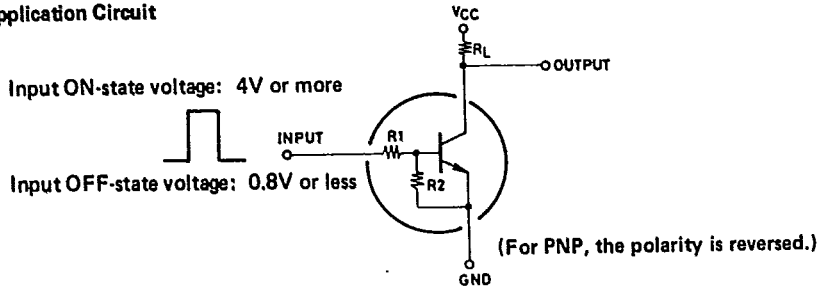 pplication Circuit
VCC
RL
OUTPUT
Input ON-state voltage: 4V or more
INPUT
R1
R2
Input OFF-state voltage: 0.8V or less
(For PNP, the polarity is reversed.)
GND